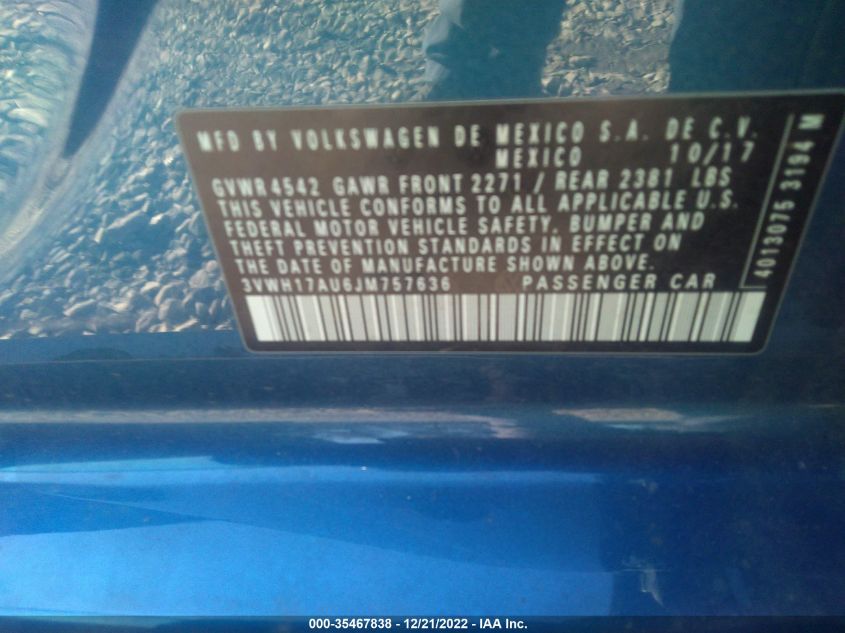 MFD BY VOLKSWAGEN DE MEXICO S.A. DE C.V.
MEXICO 10/17
GVWR 4542 GAWR FRONT 2271 / REAR 2381 LBS
THIS VEHICLE CONFORMS TO ALL APPLICABLE U.S.
FEDERAL MOTOR VEHICLE SAFETY, BUMPER AND
THEFT PREVENTION STANDARDS IN EFFECT ON
THE DATE OF MANUFACTURE SHOWN ABOVE.
3VWH17AU6JM757636 PASSENGER CAR
4013075 3194 M
000-35467838 - 12/21/2022 - IAA Inc.